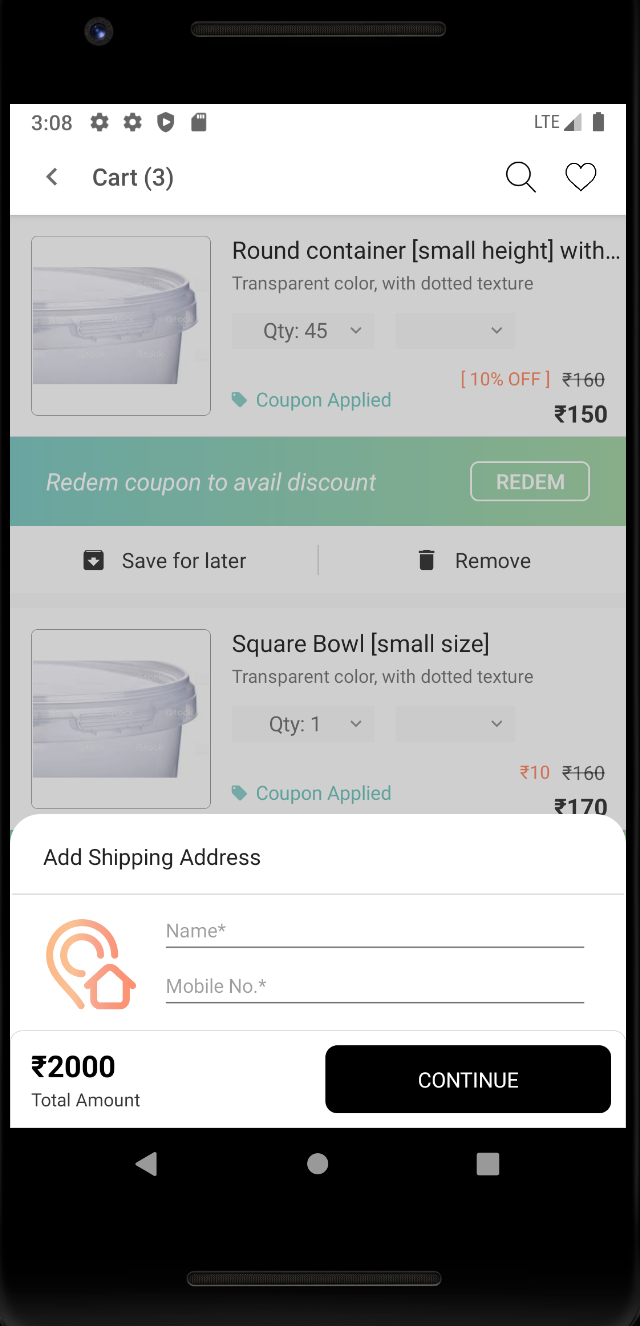 3:08 LTE
Cart (3)
Round container [small height] with...
Transparent color, with dotted texture
Qty: 45
[ 10% OFF ] ₹160
Coupon Applied
₹150
Redem coupon to avail discount REDEM
Save for later Remove
Square Bowl [small size]
Transparent color, with dotted texture
Qty: 1
₹10 ₹160
Coupon Applied
₹170
Add Shipping Address
Name*
Mobile No.*
₹2000
Total Amount
CONTINUE